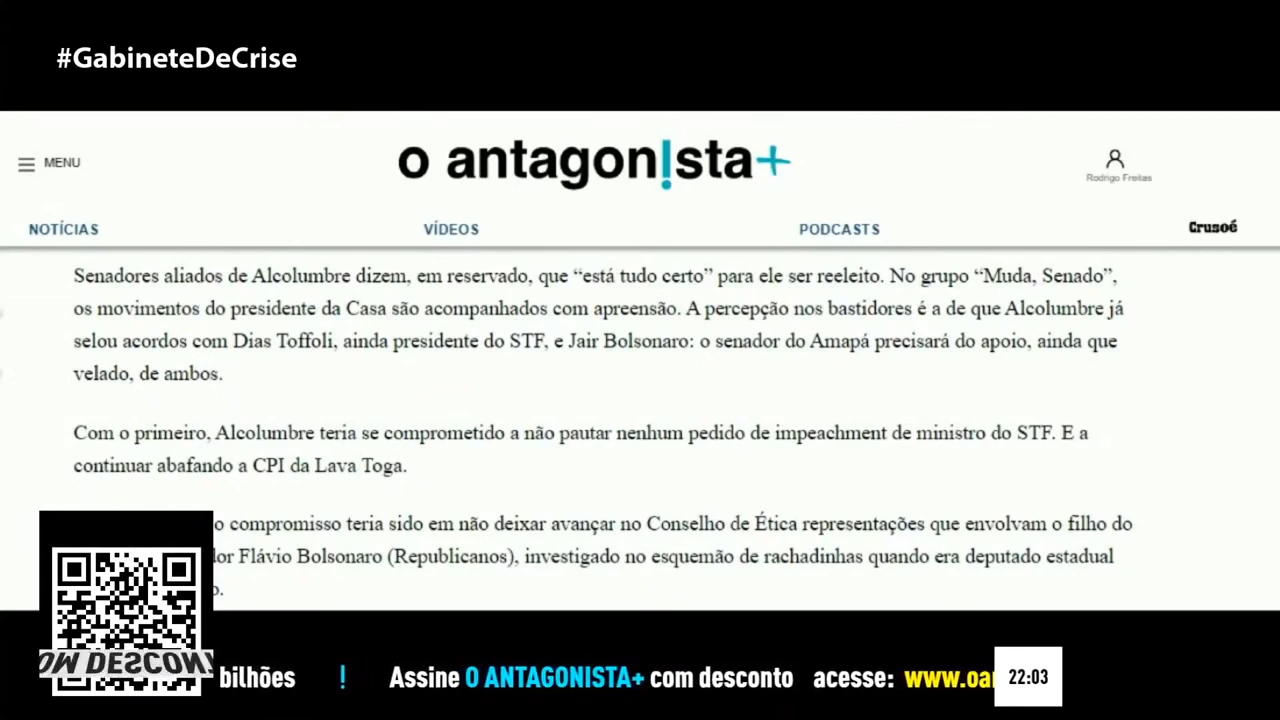 #GabineteDeCrise
MENU
o antagon!sta+
Rodrigo Freitas
NOTÍCIAS
VÍDEOS
PODCASTS
Crusoé
Senadores aliados de Alcolumbre dizem, em reservado, que “está tudo certo” para ele ser reeleito. No grupo “Muda, Senado”,
os movimentos do presidente da Casa são acompanhados com apreensão. A percepção nos bastidores é a de que Alcolumbre já
selou acordos com Dias Toffoli, ainda presidente do STF, e Jair Bolsonaro: o senador do Amapá precisará do apoio, ainda que
velado, de ambos.
Com o primeiro, Alcolumbre teria se comprometido a não pautar nenhum pedido de impeachment de ministro do STF. E a
continuar abafando a CPI da Lava Toga.
o compromisso teria sido em não deixar avançar no Conselho de Ética representações que envolvam o filho do
Flávio Bolsonaro (Republicanos), investigado no esquemão de rachadinhas quando era deputado estadual
bilhões ! Assine O ANTAGONISTA+ com desconto acesse:
22:03